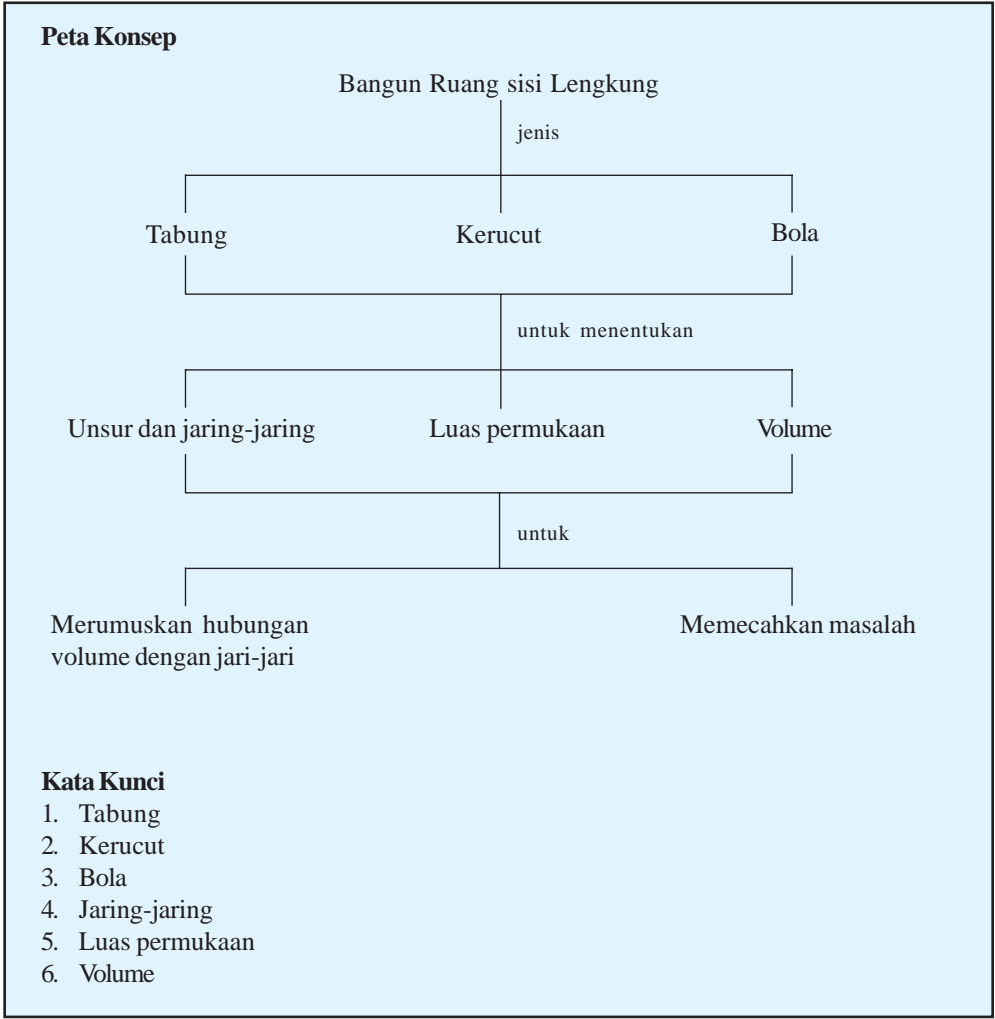 Peta Konsep
Bangun Ruang sisi Lengkung
jenis
Tabung
Kerucut
Bola
untuk menentukan
Unsur dan jaring-jaring
Luas permukaan
Volume
untuk
Merumuskan hubungan
volume dengan jari-jari
Memecahkan masalah
Kata Kunci
1. Tabung
2. Kerucut
3. Bola
4. Jaring-jaring
5. Luas permukaan
6. Volume